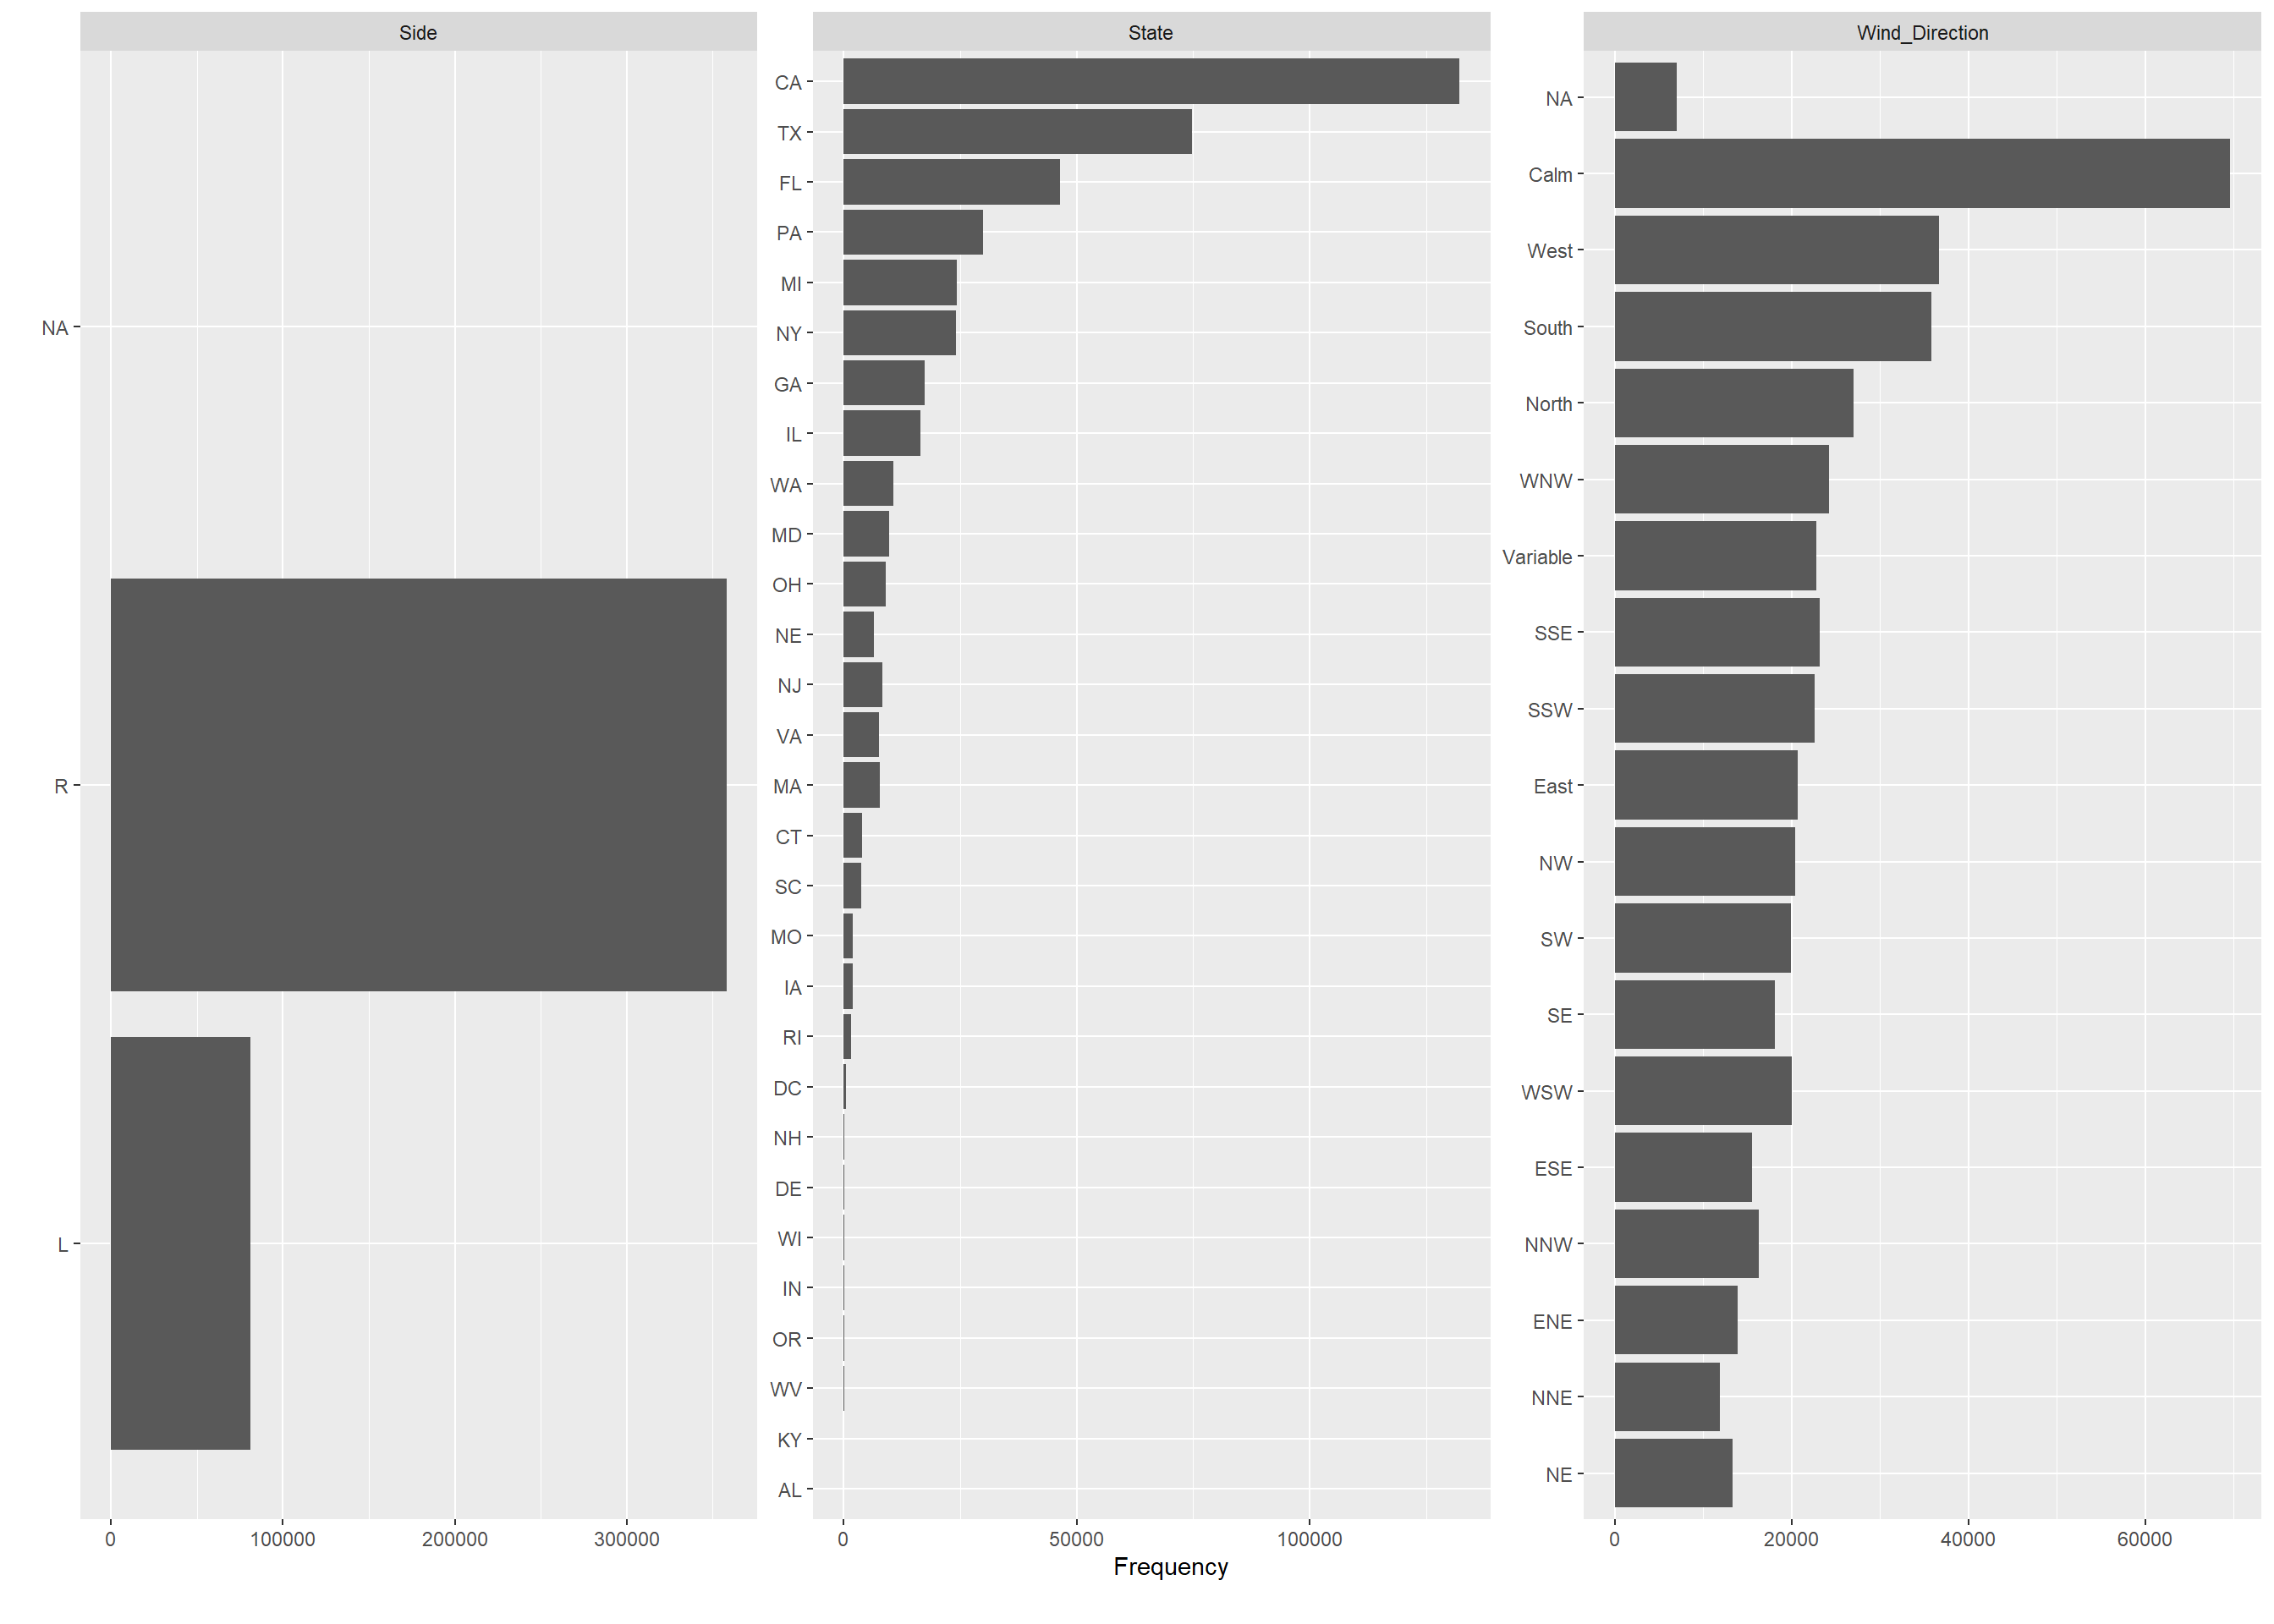 Side
NA
R
L
0 100000 200000 300000
State
CA
TX
FL
PA
MI
NY
GA
IL
WA
MD
OH
NE
NJ
VA
MA
CT
SC
MO
IA
RI
DC
NH
DE
WI
IN
OR
WV
KY
AL
0 50000 100000
Wind_Direction
NA
Calm
West
South
North
WNW
Variable
SSE
SSW
East
NW
SW
SE
WSW
ESE
NNW
ENE
NNE
NE
0 20000 40000 60000
Frequency